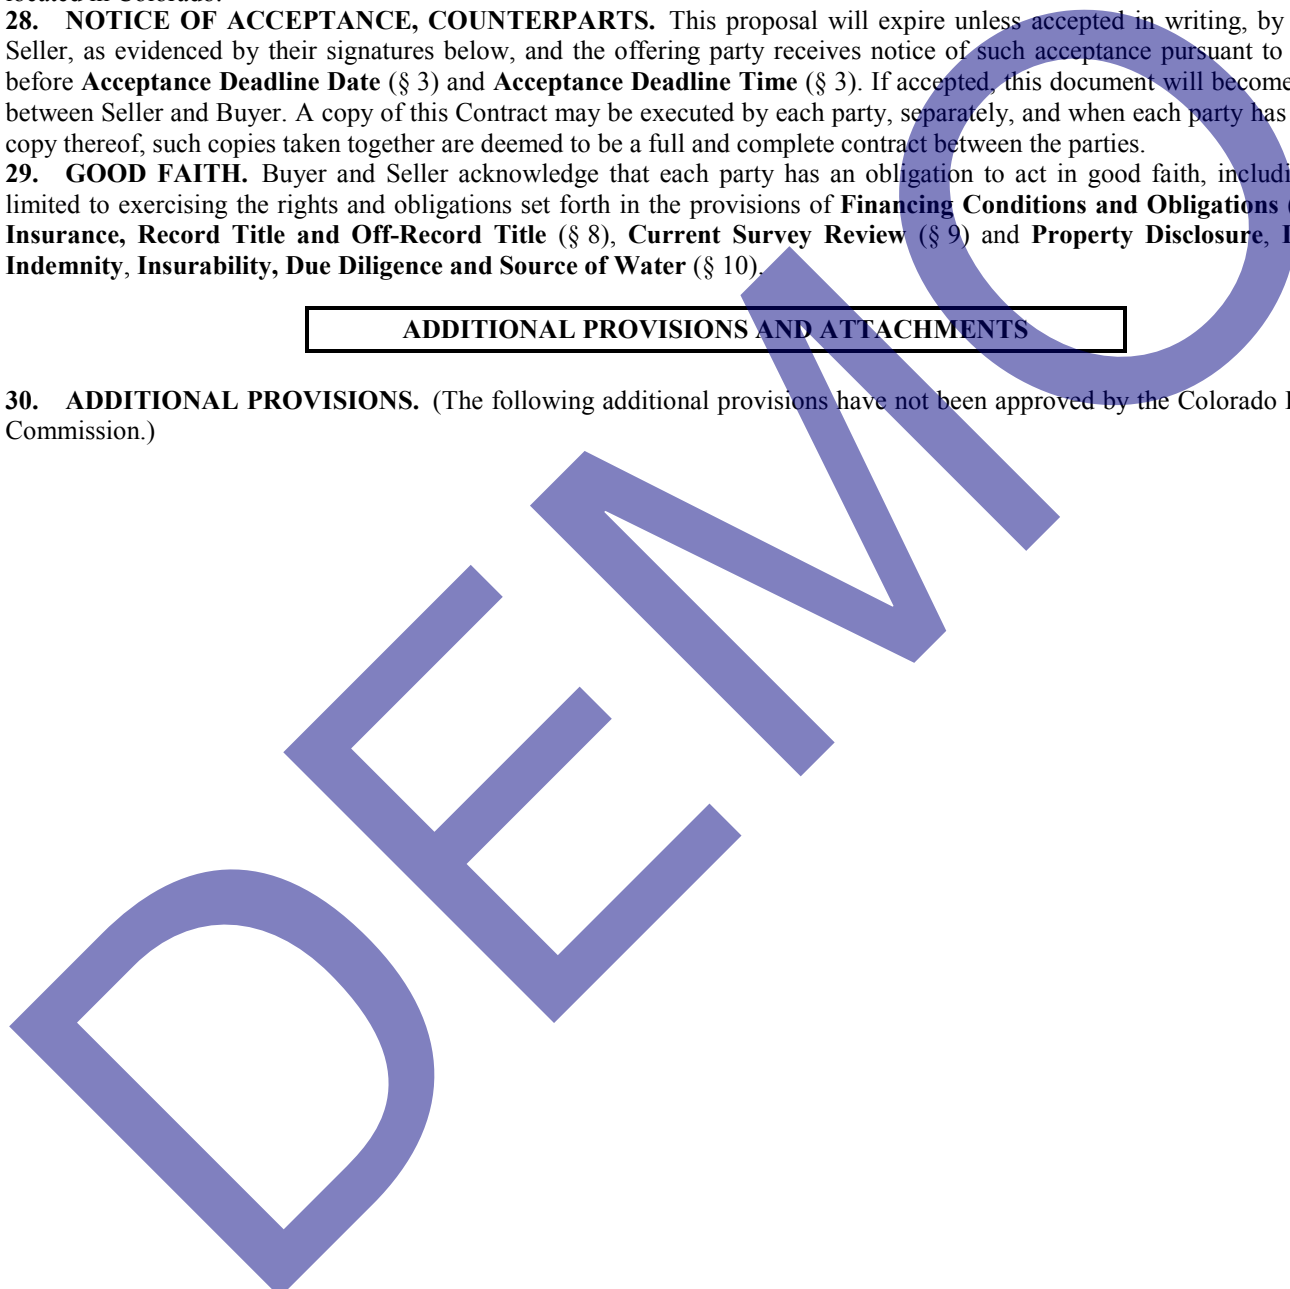 located in Colorado.
28. NOTICE OF ACCEPTANCE, COUNTERPARTS. This proposal will expire unless accepted in writing, by
Seller, as evidenced by their signatures below, and the offering party receives notice of such acceptance pursuant to
before Acceptance Deadline Date (§ 3) and Acceptance Deadline Time (§ 3). If accepted, this document will become
between Seller and Buyer. A copy of this Contract may be executed by each party, separately, and when each party has
copy thereof, such copies taken together are deemed to be a full and complete contract between the parties.
29. GOOD FAITH. Buyer and Seller acknowledge that each party has an obligation to act in good faith, includi
limited to exercising the rights and obligations set forth in the provisions of Financing Conditions and Obligations (
Insurance, Record Title and Off-Record Title (§ 8), Current Survey Review (§ 9) and Property Disclosure,
Indemnity, Insurability, Due Diligence and Source of Water (§ 10).
ADDITIONAL PROVISIONS AND ATTACHMENTS
30. ADDITIONAL PROVISIONS. (The following additional provisions have not been approved by the Colorado
Commission.)
DEMO